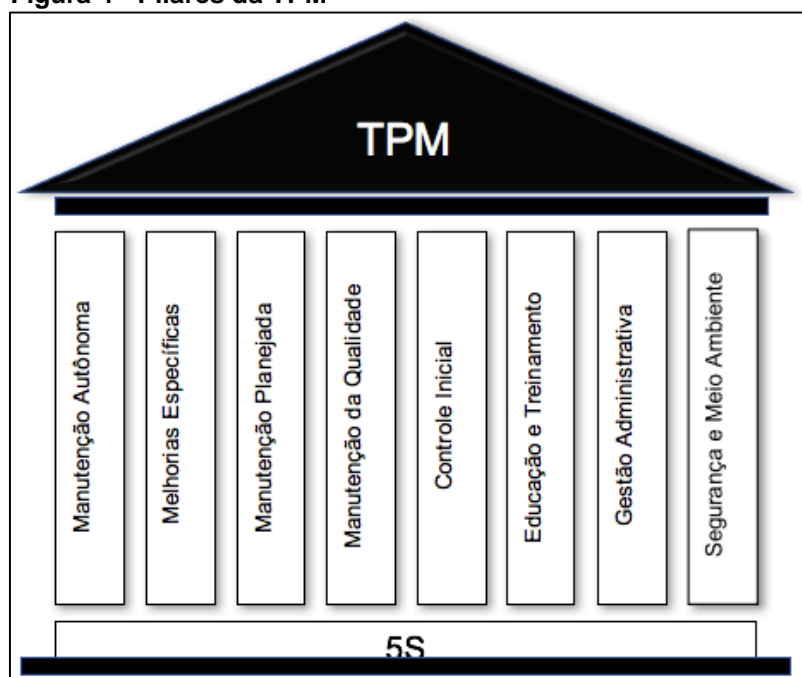 TPM
Manutenção Autônoma
Melhorias Específicas
Manutenção Planejada
Manutenção da Qualidade
Controle Inicial
Educação e Treinamento
Gestão Administrativa
Segurança e Meio Ambiente
5S